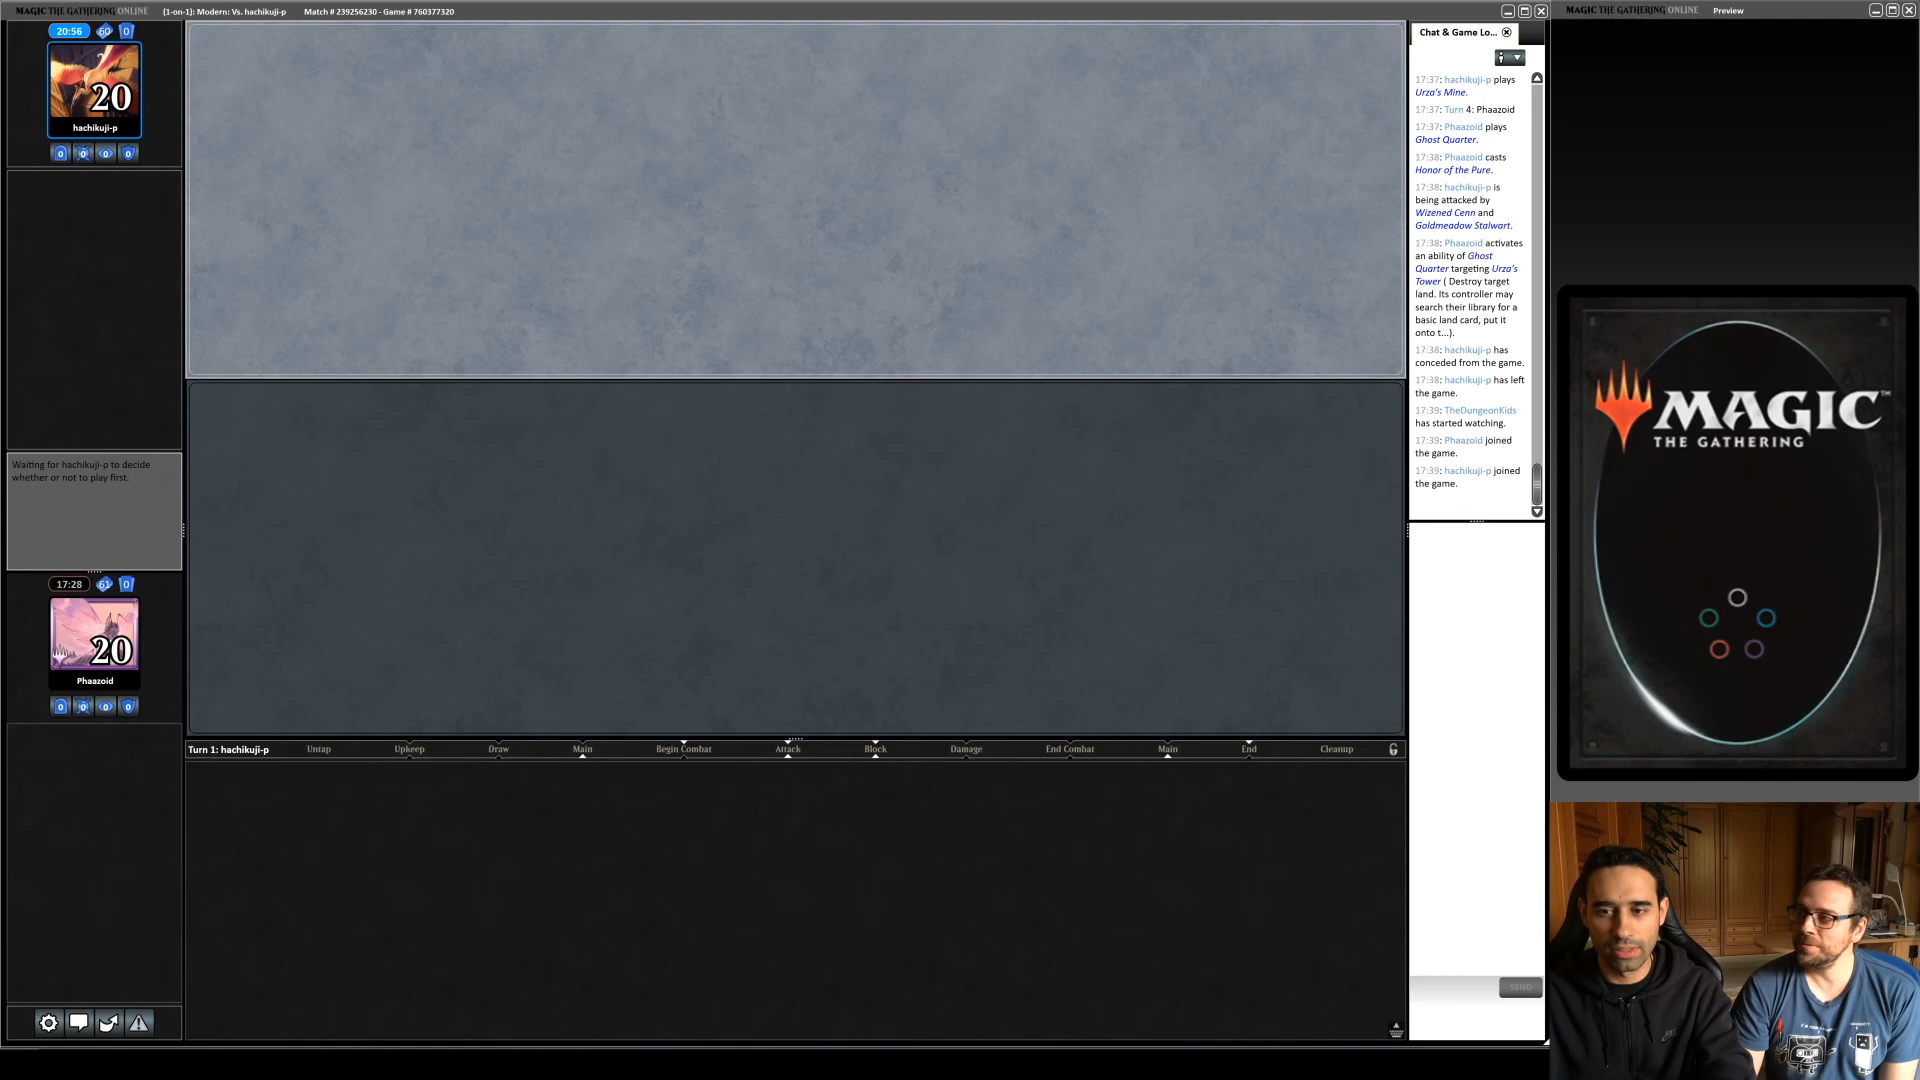 MAGIC THE GATHERING ONLINE (1-on-1): Modern: Vs. hachikuji-p Match # 239256230 - Game # 760377320
MAGIC THE GATHERING ONLINE Preview
20:56 60 0
20
hachikuji-p
0 0 0 0
Waiting for hachikuji-p to decide
whether or not to play first.
17:28 61 0
20
Phaazoid
0 0 0 0
Turn 1: hachikuji-p Untap Upkeep Draw Main Begin Combat Attack Block Damage End Combat Main End Cleanup
Chat & Game Lo...
17:37: hachikuji-p plays
Urza's Mine.
17:37: Turn 4: Phaazoid
17:37: Phaazoid plays
Ghost Quarter.
17:38: Phaazoid casts
Honor of the Pure.
17:38: hachikuji-p is
being attacked by
Wizened Cenn and
Goldmeadow Stalwart.
17:38: Phaazoid activates
an ability of Ghost
Quarter targeting Urza's
Tower ( Destroy target
land. Its controller may
search their library for a
basic land card, put it
onto t...).
17:38: hachikuji-p has
conceded from the game.
17:38: hachikuji-p has left
the game.
17:39: TheDungeonKids
has started watching.
17:39: Phaazoid joined
the game.
17:39: hachikuji-p joined
the game.
SEND
MAGIC™
THE GATHERING